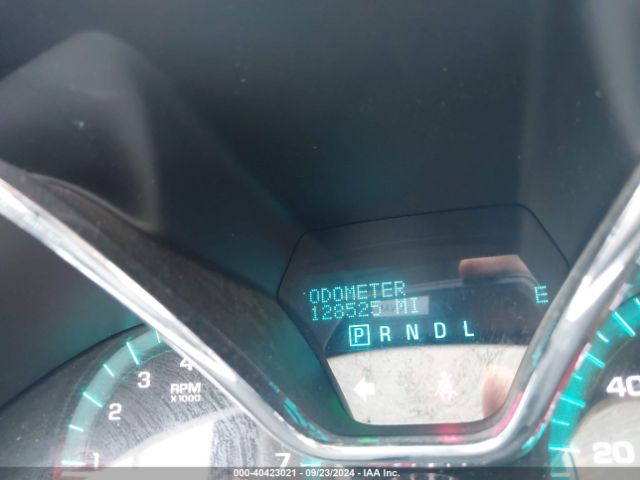 ODOMETER
128525 MI
E
P R N D L
4
3
2
1
RPM
X1000
7
40
20
000-40423021 - 09/23/2024 - IAA Inc.